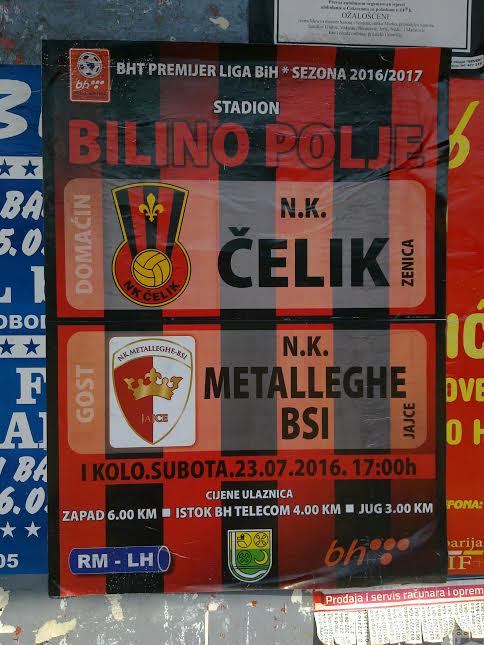 OŽALOŠĆENI
BHT PREMIJER LIGA BiH * SEZONA 2016/2017
bh
STADION
BILINO POLJE
DOMAĆIN
NK ČELIK
N.K.
ČELIK
ZENICA
GOST
NK METALLEGHE-BSI
JAJCE
N.K.
METALLEGHE
BSI
JAJCE
I KOLO.SUBOTA.23.07.2016. 17:00h
CIJENE ULAZNICA
ZAPAD 6.00 KM ■ ISTOK BH TELECOM 4.00 KM ■ JUG 3.00 KM
RM - LH
bh
Prodaja i servis računara i oprem